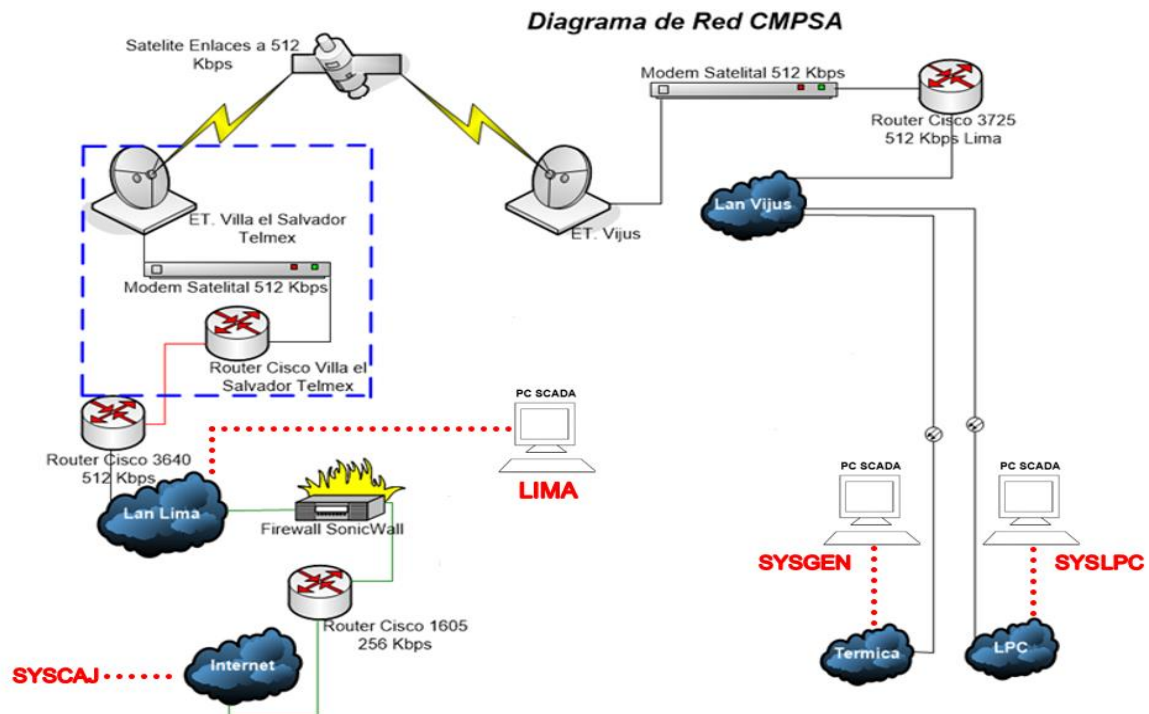 Diagrama de Red CMPSA
Satelite Enlaces a 512
Kbps
Modem Satelital 512 Kbps
Router Cisco 3725
512 Kbps Lima
Lan Vijus
ET. Vijus
ET. Villa el Salvador
Telmex
Modem Satelital 512 Kbps
Router Cisco Villa el
Salvador Telmex
Router Cisco 3640
512 Kbps
PC SCADA
LIMA
Lan Lima
Firewall SonicWall
Router Cisco 1605
256 Kbps
SYSCAJ
Internet
PC SCADA
SYSGEN
Termica
PC SCADA
SYSLPC
LPC